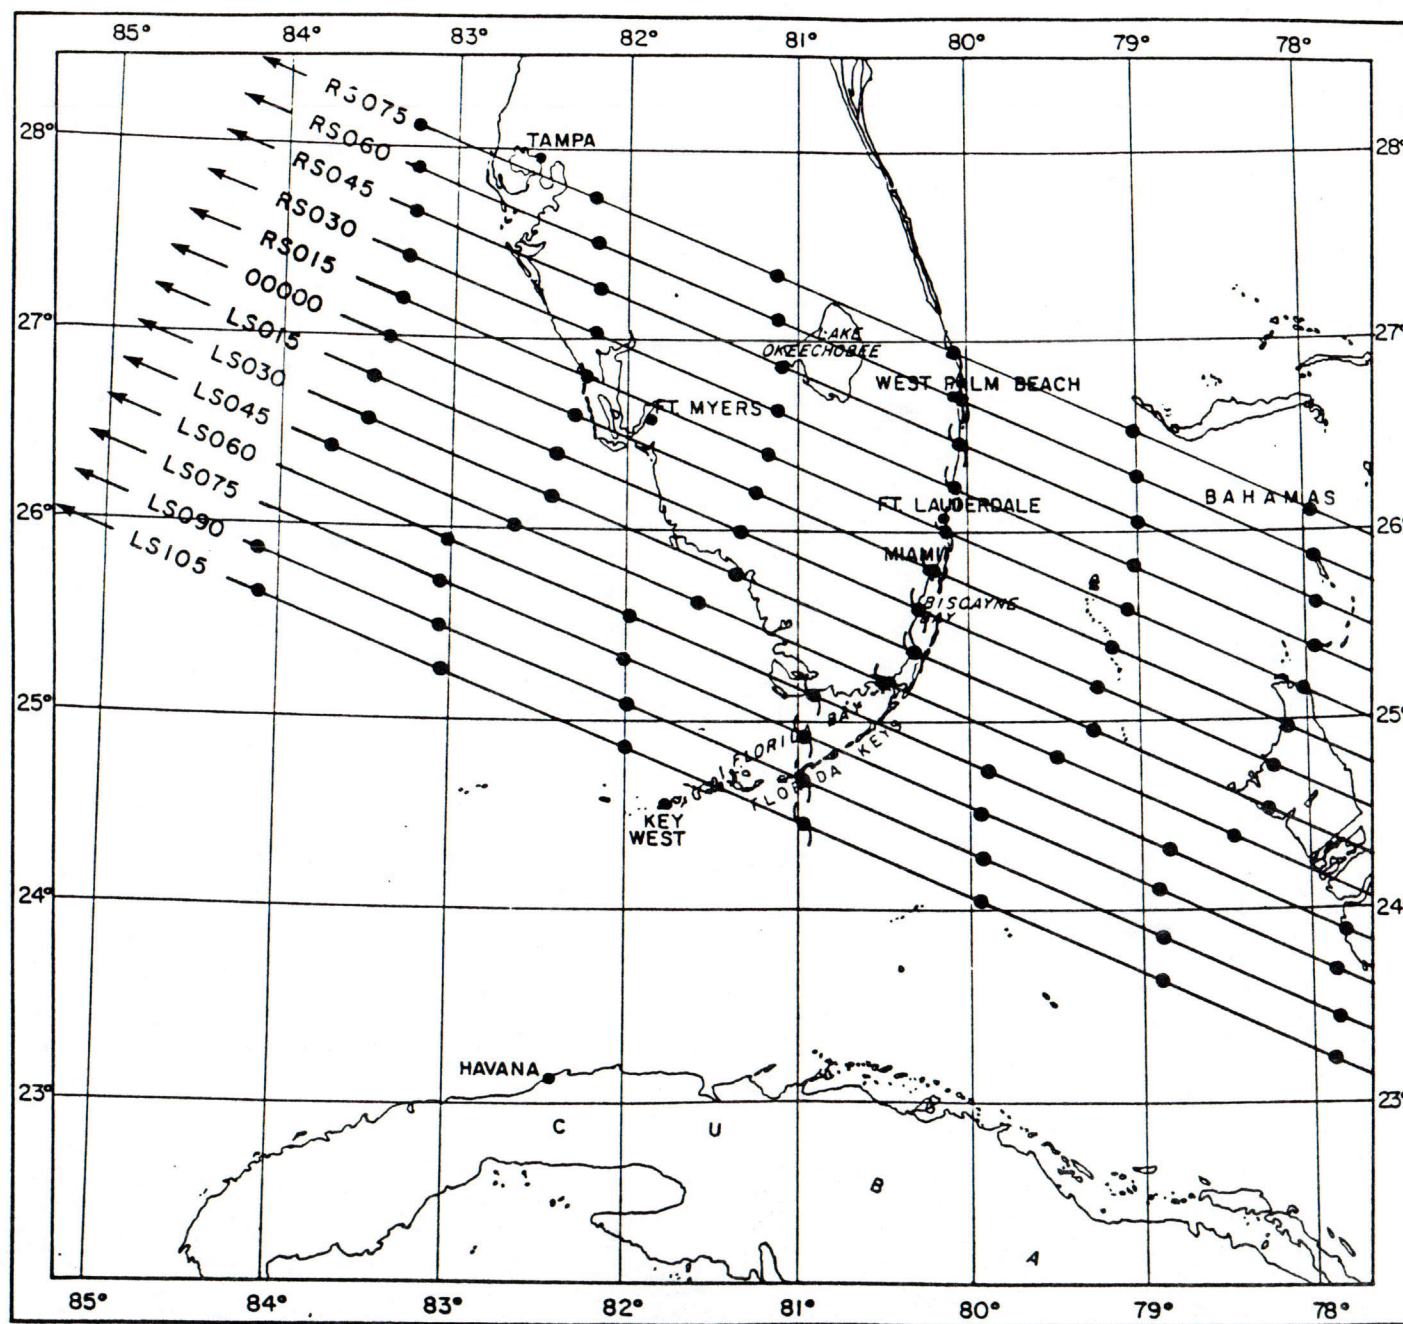 85° 84° 83° 82° 81° 80° 79° 78°
RS075
28° TAMPA 28°
RS060
RS045
RS030
RS015
00000
27° LAKE 27°
OKEECHOBEE
LS015
WEST PALM BEACH
LS030
FT. MYERS
LS045
LS060
LS075
FT. LAUDERDALE BAHAMAS
26° 26°
LS090
LS105
MIAMI
BISCAYNE
BAY
25° 25°
FLORIDA BAY
FLORIDA KEYS
KEY
WEST
24° 24°
HAVANA
23° 23°
C U
B
A
85° 84° 83° 82° 81° 80° 79° 78°